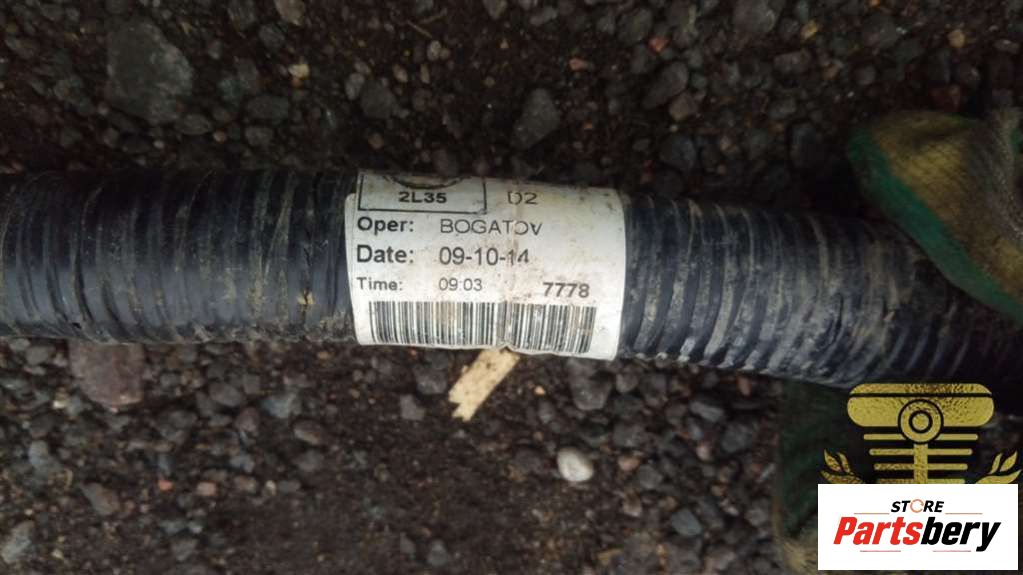 2L35 D2
Oper: BOGATOV
Date: 09-10-14
Time: 09:03 7778
STORE
Partsbery